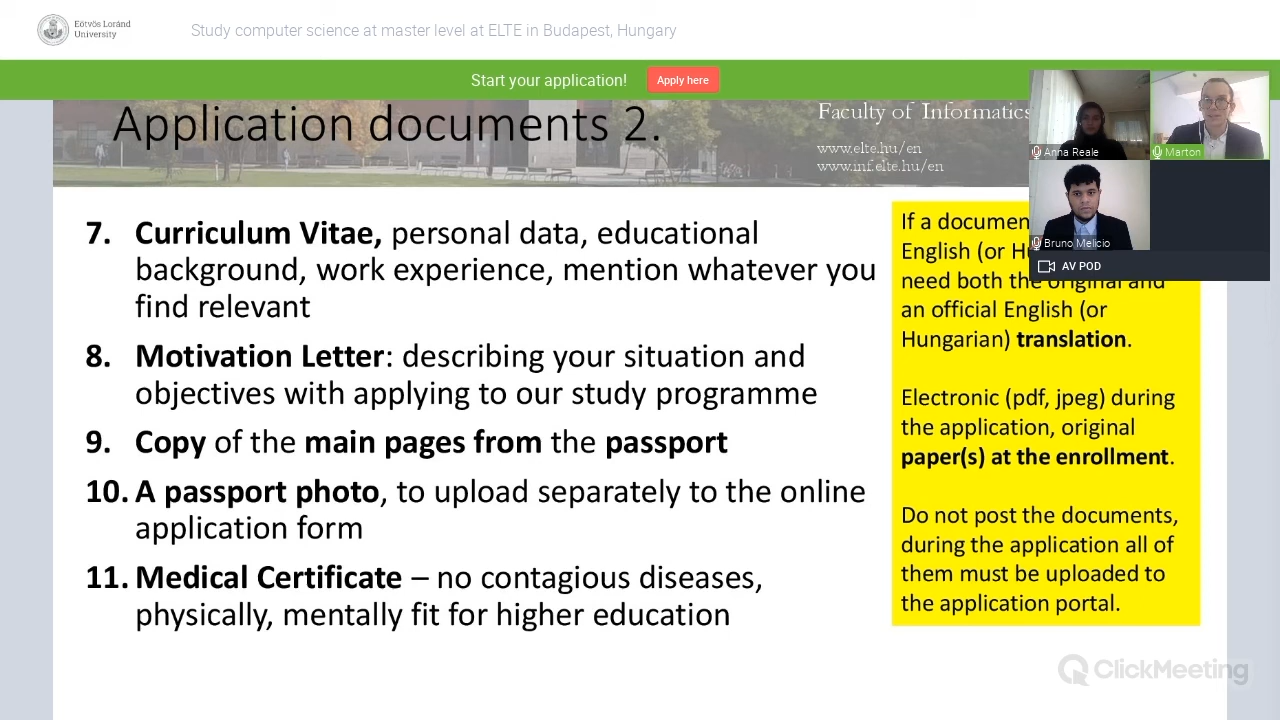 Eötvös Loránd
University
Study computer science at master level at ELTE in Budapest, Hungary
Start your application!
Apply here
Application documents 2.
Faculty of Informatics
www.elte.hu/en
www.inf.elte.hu/en
Anna Reale
Marton
Bruno Melicio
AV POD
7. Curriculum Vitae, personal data, educational
background, work experience, mention whatever you
find relevant
8. Motivation Letter: describing your situation and
objectives with applying to our study programme
9. Copy of the main pages from the passport
10. A passport photo, to upload separately to the online
application form
11. Medical Certificate – no contagious diseases,
physically, mentally fit for higher education
If a documen
English (or
need both the original and
an official English (or
Hungarian) translation.
Electronic (pdf, jpeg) during
the application, original
paper(s) at the enrollment.
Do not post the documents,
during the application all of
them must be uploaded to
the application portal.
ClickMeeting